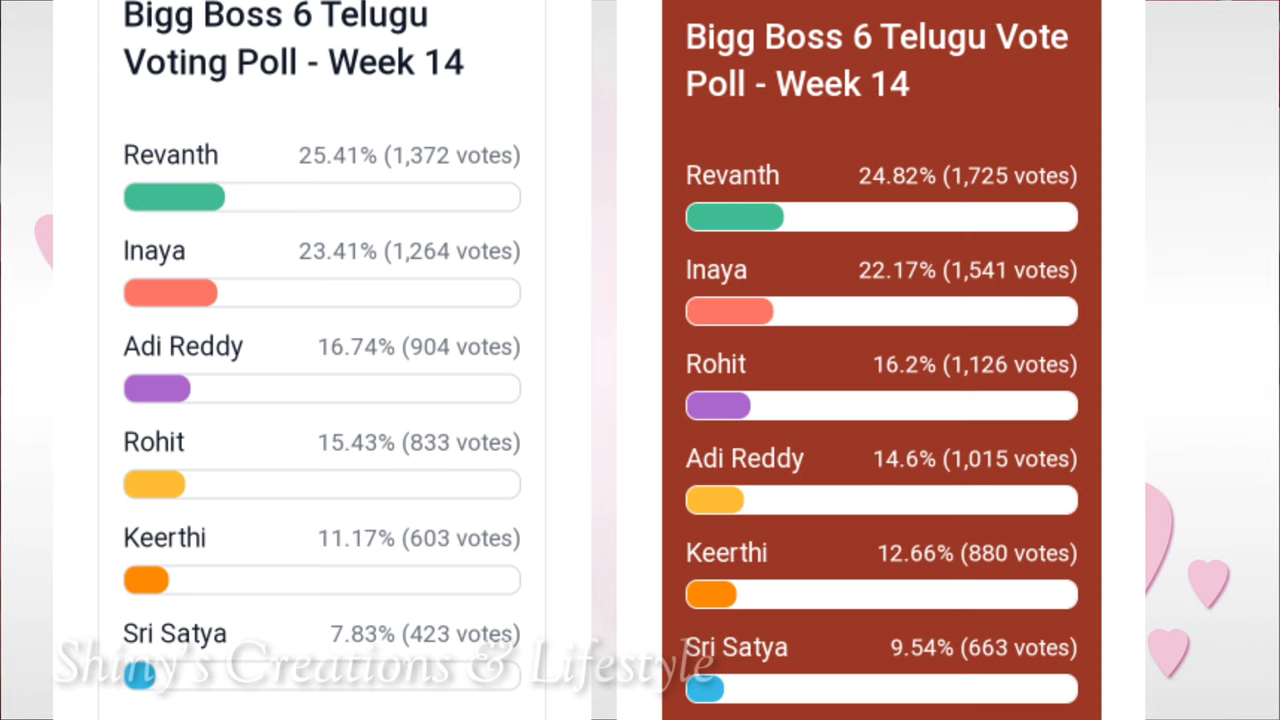 Bigg Boss 6 Telugu
Voting Poll - Week 14
Revanth 25.41% (1,372 votes)
Inaya 23.41% (1,264 votes)
Adi Reddy 16.74% (904 votes)
Rohit 15.43% (833 votes)
Keerthi 11.17% (603 votes)
Sri Satya 7.83% (423 votes)
Bigg Boss 6 Telugu Vote
Poll - Week 14
Revanth 24.82% (1,725 votes)
Inaya 22.17% (1,541 votes)
Rohit 16.2% (1,126 votes)
Adi Reddy 14.6% (1,015 votes)
Keerthi 12.66% (880 votes)
Sri Satya 9.54% (663 votes)
Shiny's Creations & Lifestyle